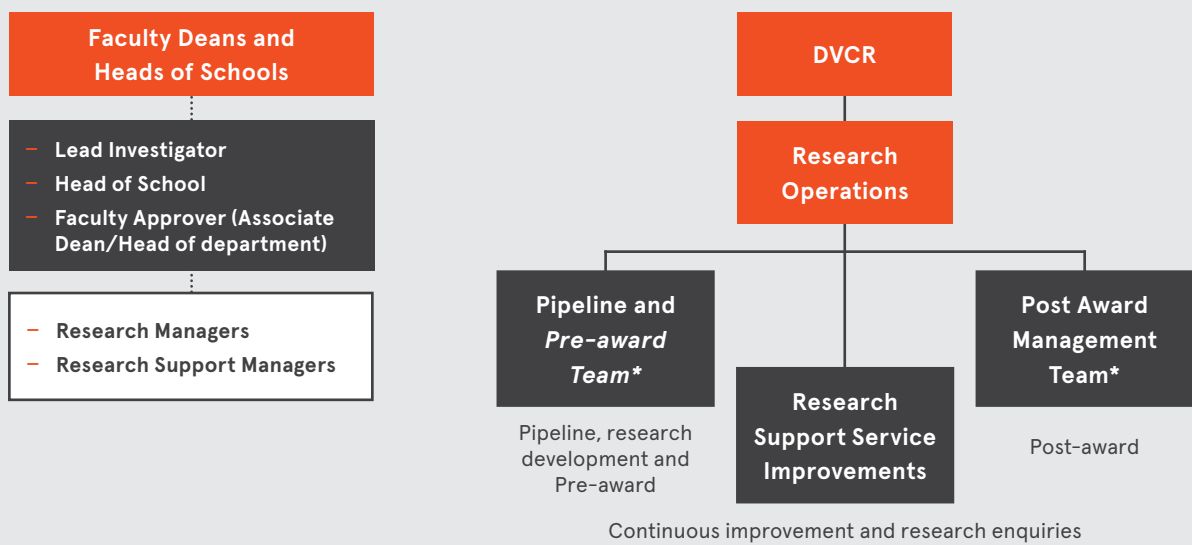 Faculty Deans and
Heads of Schools
– Lead Investigator
– Head of School
– Faculty Approver (Associate
Dean/Head of department)
– Research Managers
– Research Support Managers
DVCR
Research
Operations
Pipeline and
Pre-award
Team*
Pipeline, research
development and
Pre-award
Research
Support Service
Improvements
Post Award
Management
Team*
Post-award
Continuous improvement and research enquiries